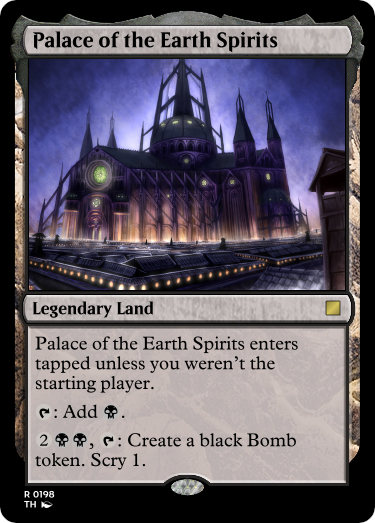 Palace of the Earth Spirits
Legendary Land
Palace of the Earth Spirits enters
tapped unless you weren't the
starting player.
: Add .
2 , : Create a black Bomb
token. Scry 1.
R 0198
TH